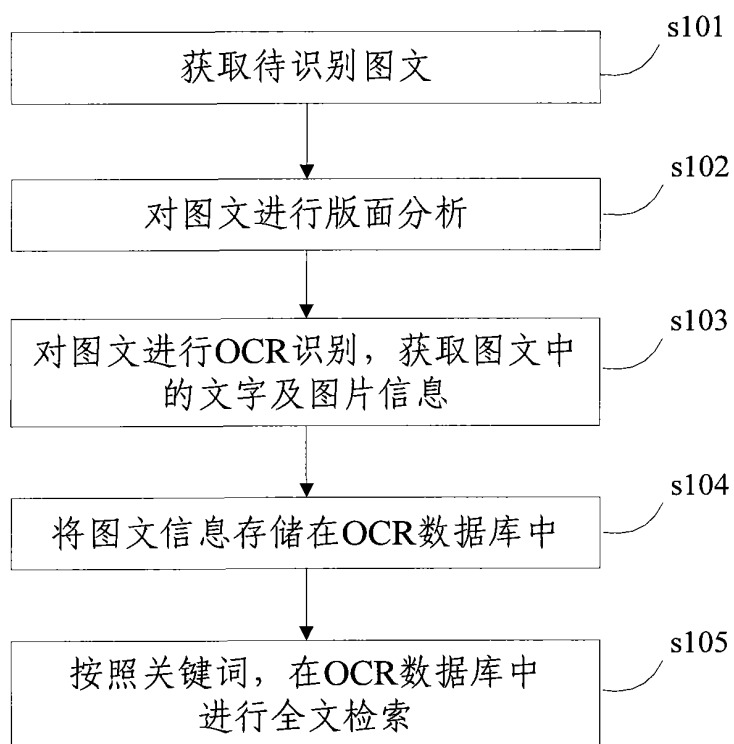 s101
获取待识别图文
s102
对图文进行版面分析
s103
对图文进行OCR识别，获取图文中
的文字及图片信息
s104
将图文信息存储在OCR数据库中
s105
按照关键词，在OCR数据库中
进行全文检索